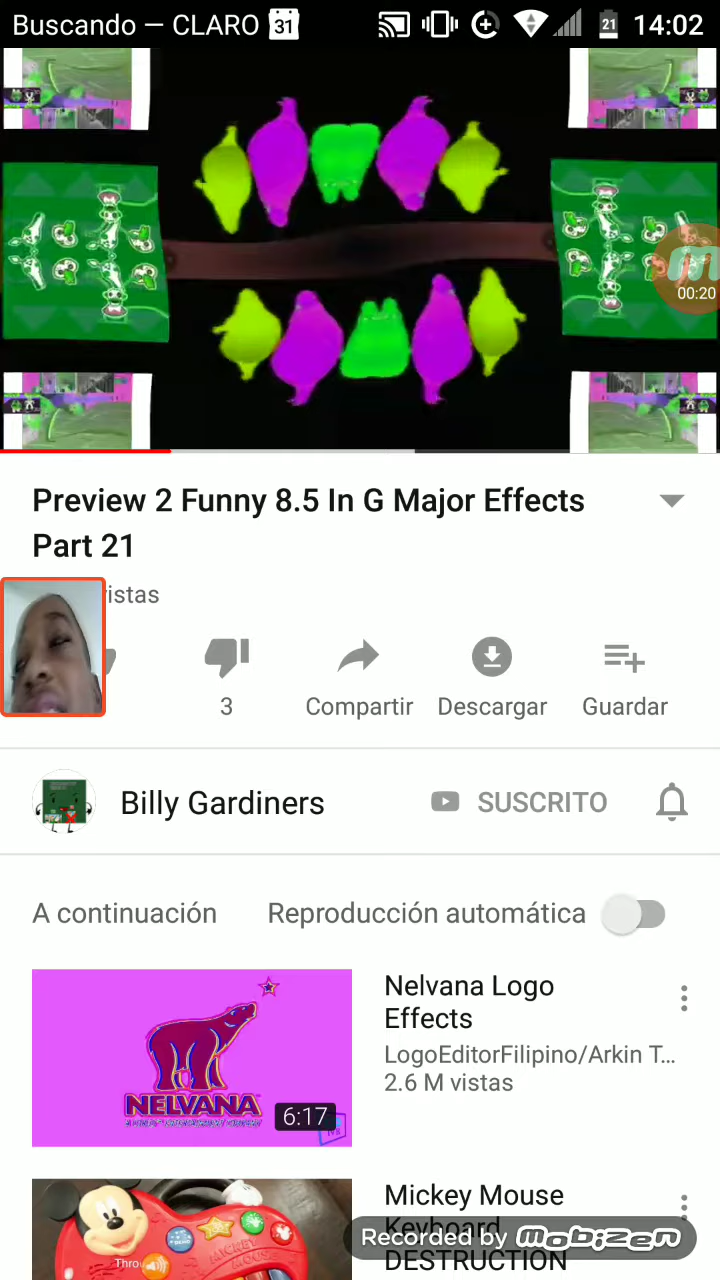 Buscando — CLARO 31 21 14:02
00:20
Preview 2 Funny 8.5 In G Major Effects
Part 21
vistas
3 Compartir Descargar Guardar
Billy Gardiners SUSCRITO
A continuación Reproducción automática
Nelvana Logo
Effects
LogoEditorFilipino/Arkin T...
2.6 M vistas
NELVANA
6:17
Mickey Mouse
Keyboard
DESTRUCTION
Recorded by mobizen